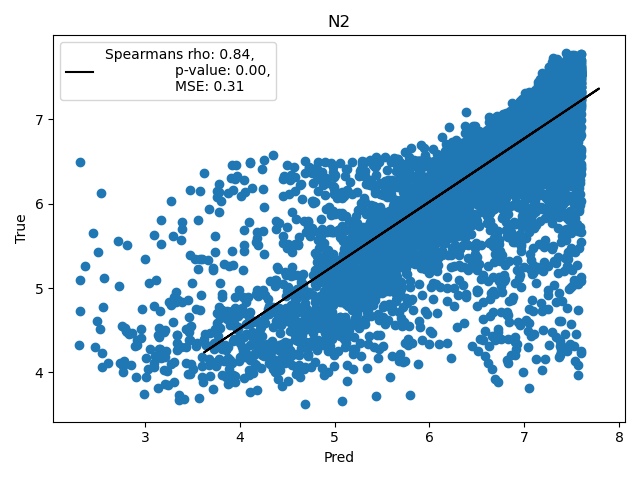 N2
Spearmans rho: 0.84,
p-value: 0.00,
MSE: 0.31
7
6
5
4
True
3 4 5 6 7 8
Pred